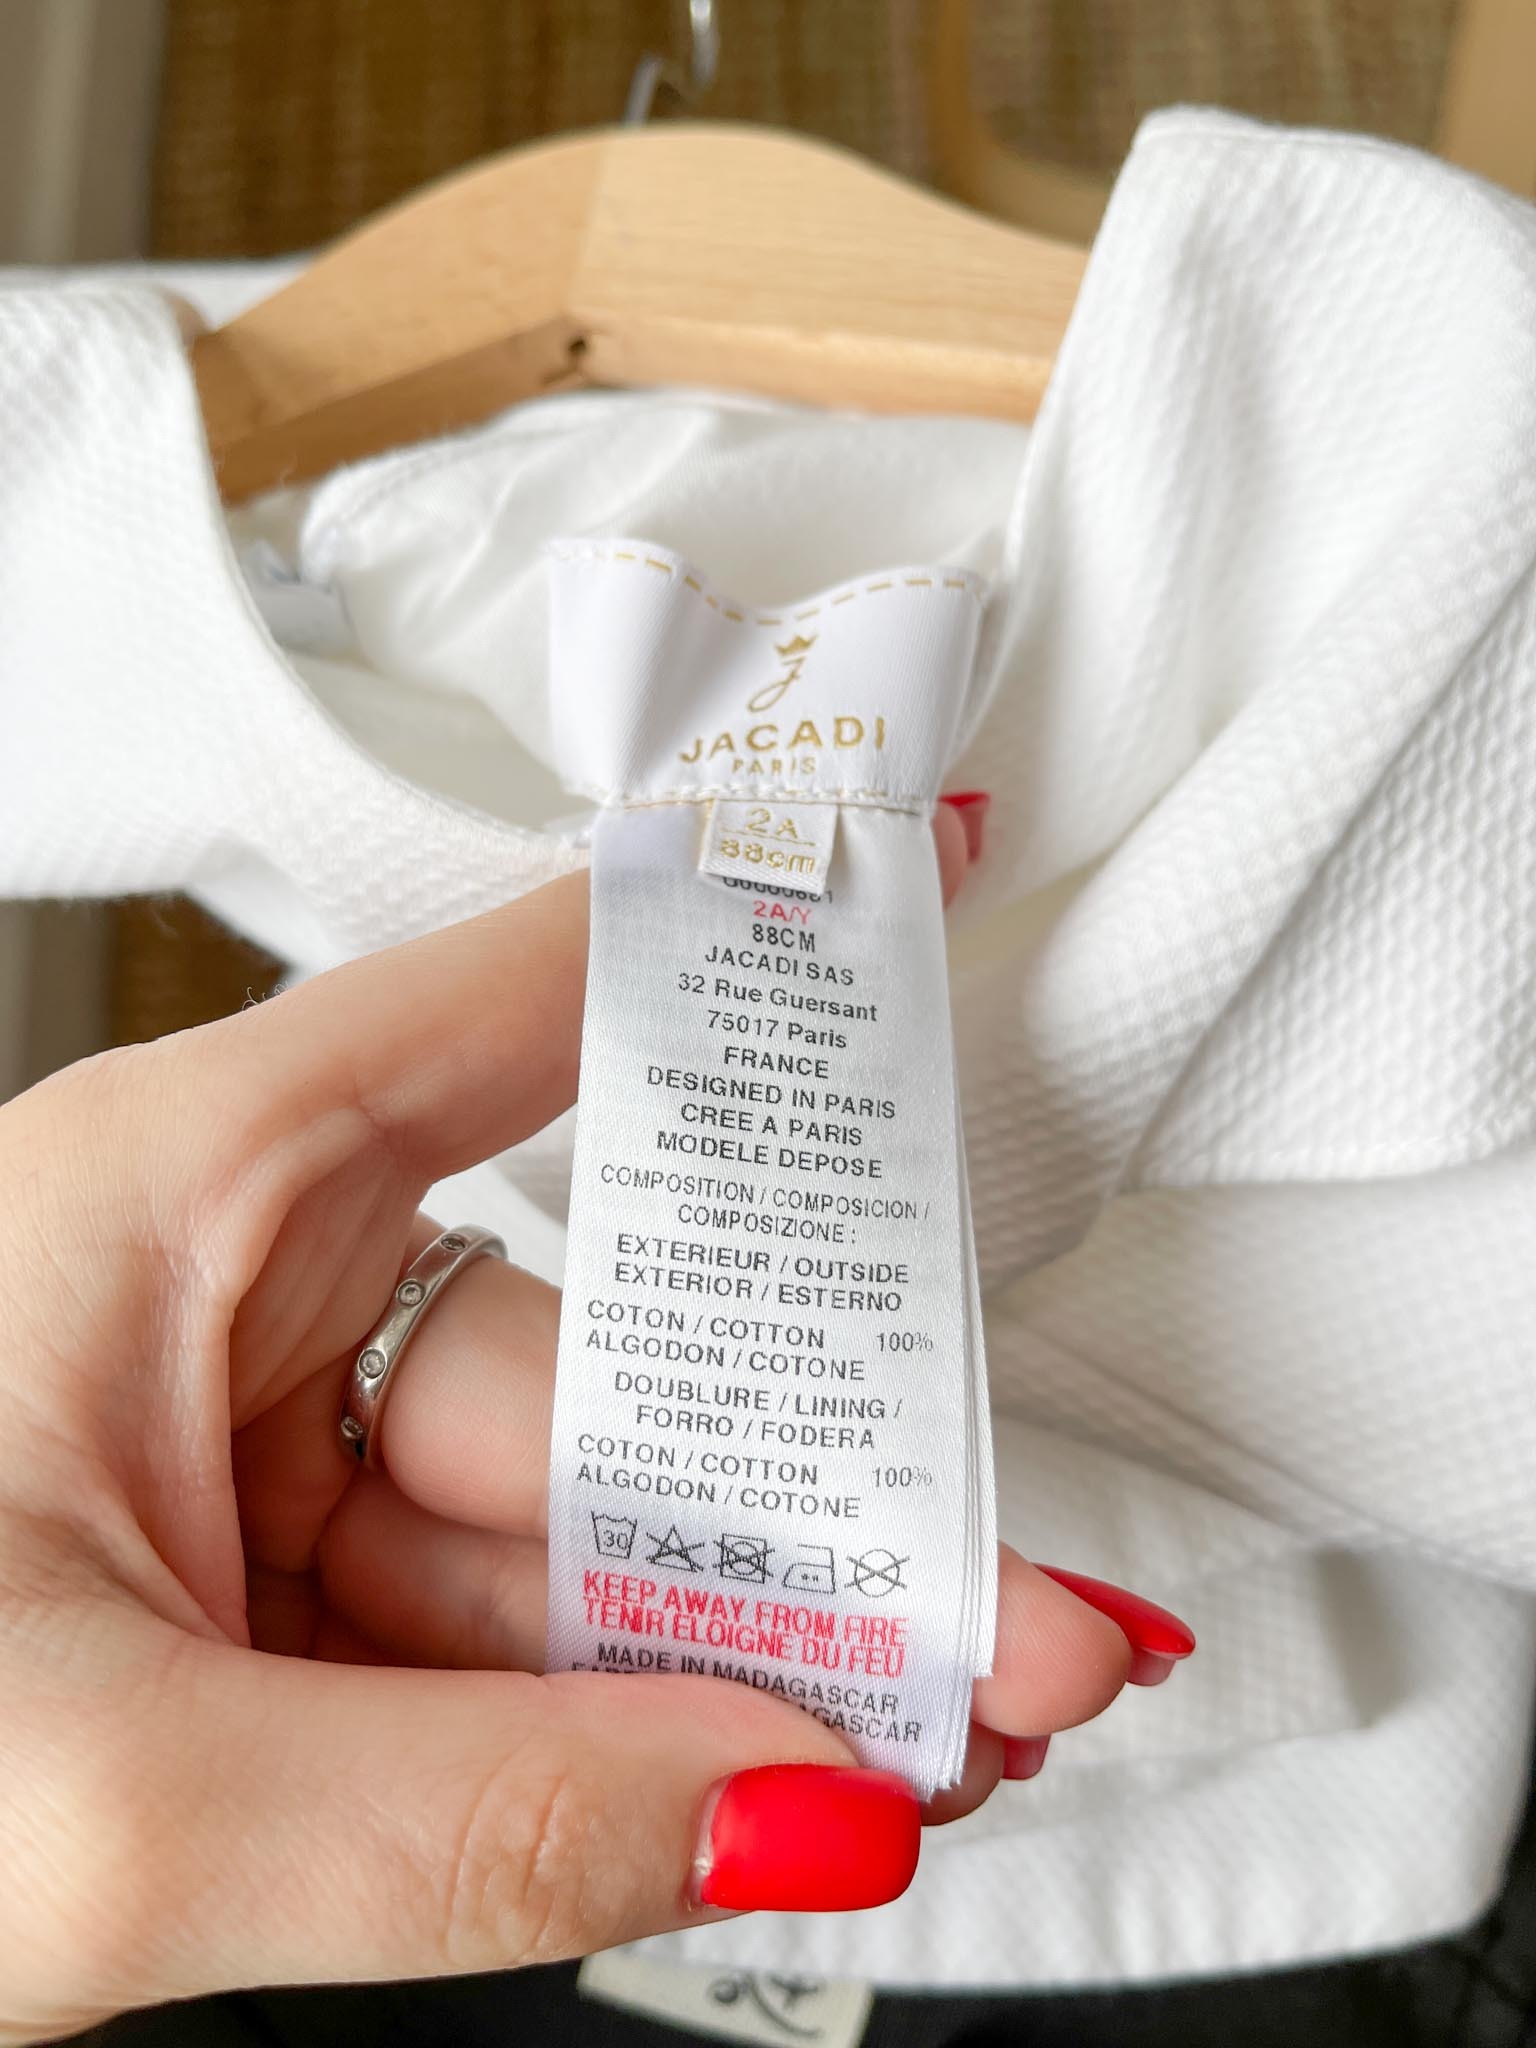 JACADI
PARIS
2A
88cm
2A/Y
88CM
JACADI SAS
32 Rue Guersant
75017 Paris
FRANCE
DESIGNED IN PARIS
CREE A PARIS
MODELE DEPOSE
COMPOSITION / COMPOSICION /
COMPOSIZIONE :
EXTERIEUR / OUTSIDE
EXTERIOR / ESTERNO
COTON / COTTON 100%
ALGODON / COTONE
DOUBLURE / LINING /
FORRO / FODERA
COTON / COTTON 100%
ALGODON / COTONE
30
KEEP AWAY FROM FIRE
TENIR ELOIGNE DU FEU
MADE IN MADAGASCAR